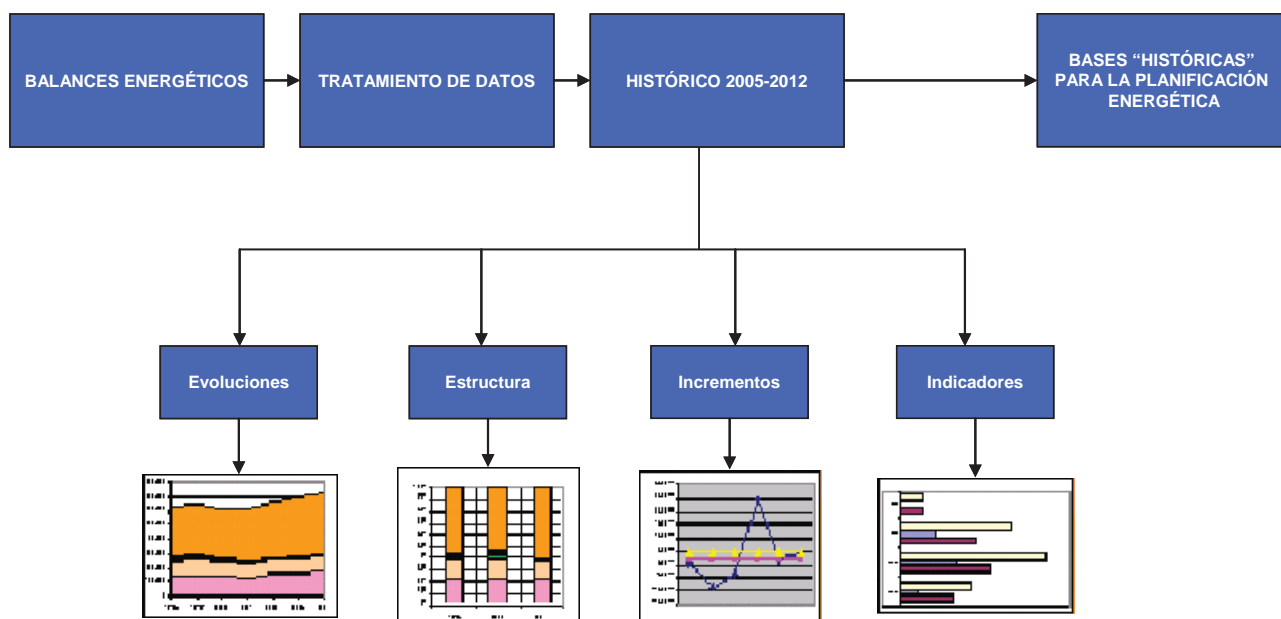 BALANCES ENERGÉTICOS
TRATAMIENTO DE DATOS
HISTÓRICO 2005-2012
BASES “HISTÓRICAS”
PARA LA PLANIFICACIÓN
ENERGÉTICA
Evoluciones
Estructura
Incrementos
Indicadores